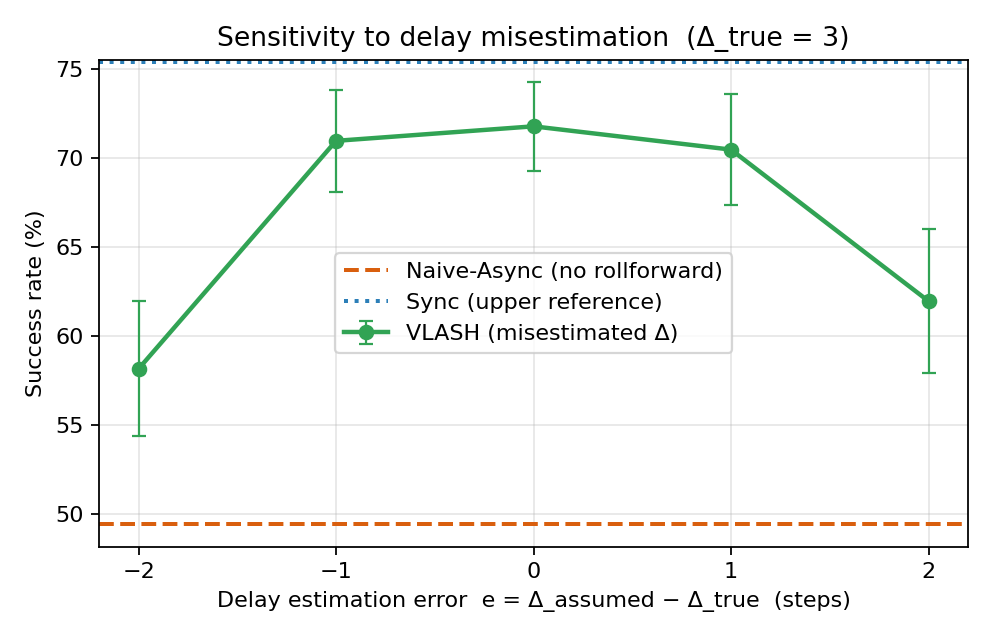 Sensitivity to delay misestimation  (Δ_true = 3)
Success rate (%)
75
70
65
60
55
50
Naive-Async (no rollforward)
Sync (upper reference)
VLASH (misestimated Δ)
−2
−1
0
1
2
Delay estimation error  e = Δ_assumed − Δ_true  (steps)